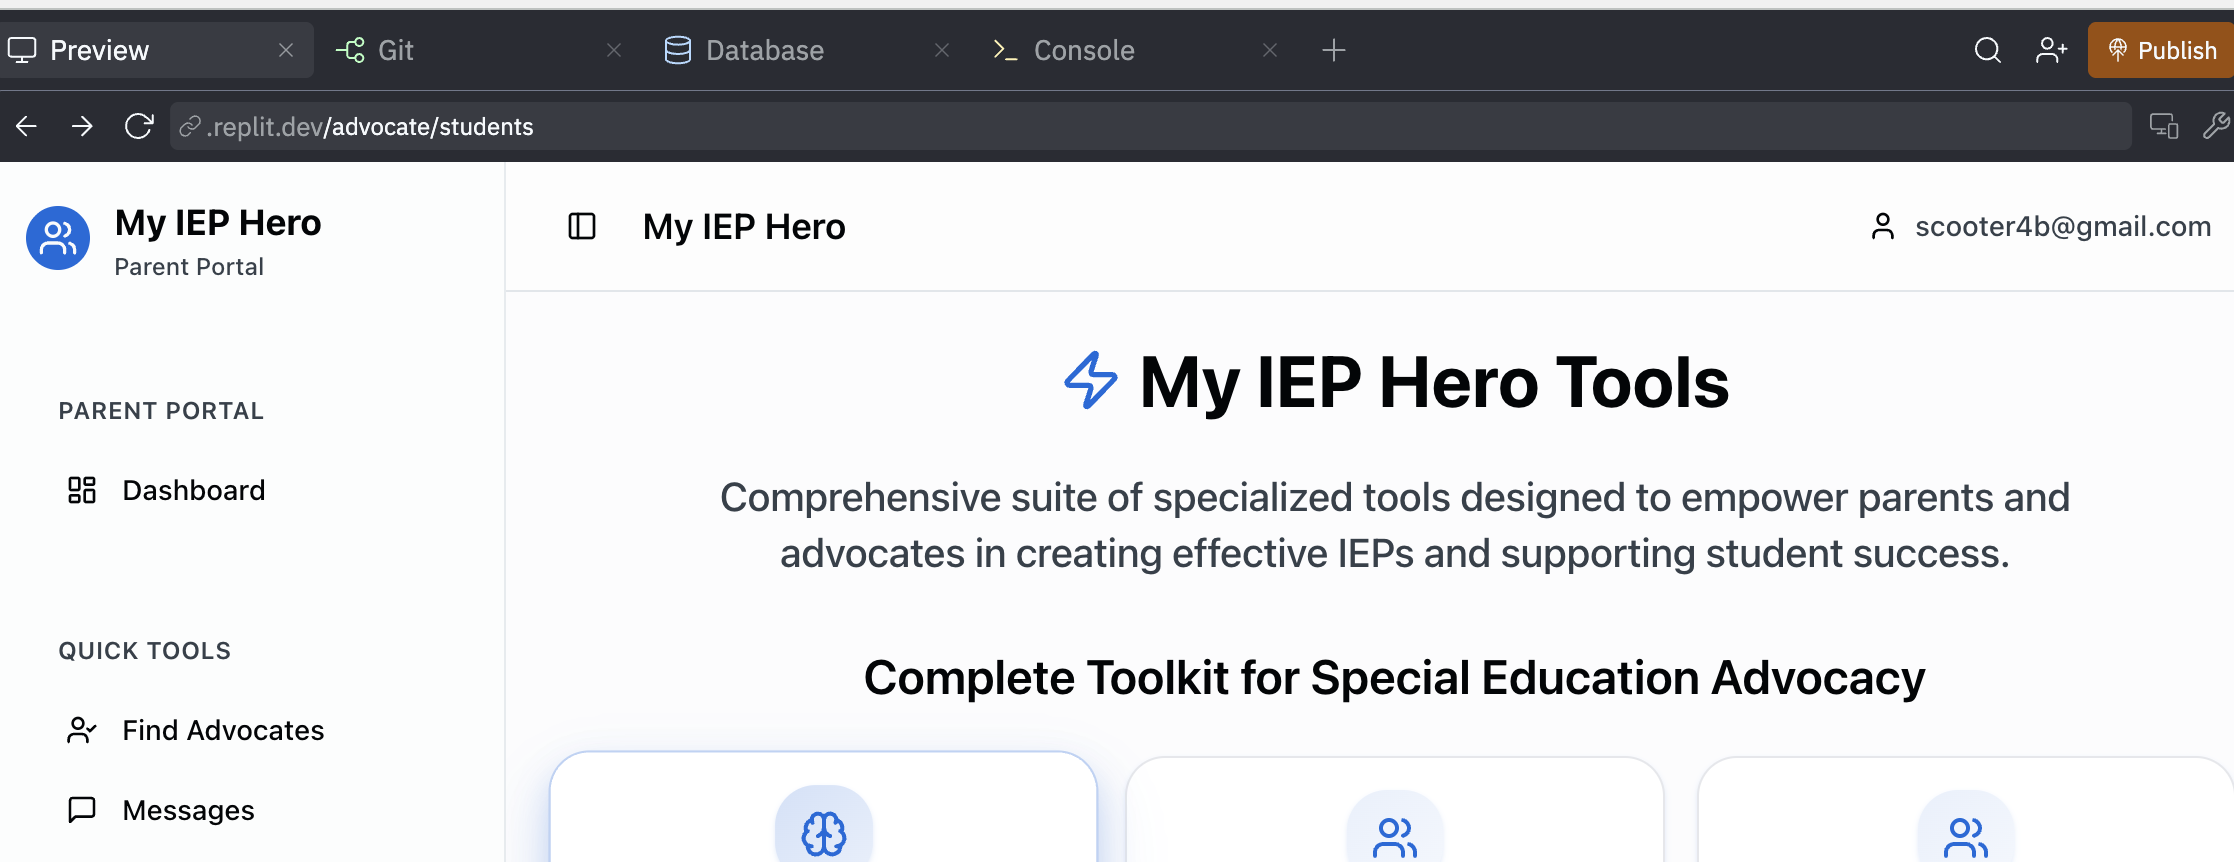 Preview
Git
Database
Console
Publish
.replit.dev/advocate/students
My IEP Hero
Parent Portal
My IEP Hero
scooter4b@gmail.com
PARENT PORTAL
Dashboard
QUICK TOOLS
Find Advocates
Messages
My IEP Hero Tools
Comprehensive suite of specialized tools designed to empower parents and
advocates in creating effective IEPs and supporting student success.
Complete Toolkit for Special Education Advocacy